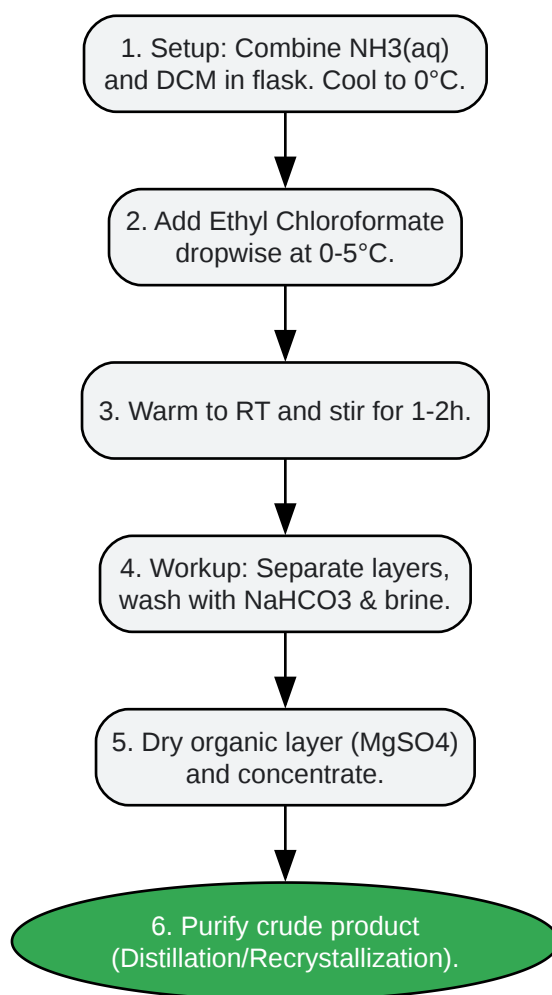 1. Setup: Combine NH3(aq)
and DCM in flask. Cool to 0°C.
2. Add Ethyl Chloroformate
dropwise at 0-5°C.
3. Warm to RT and stir for 1-2h.
4. Workup: Separate layers,
wash with NaHCO3 & brine.
5. Dry organic layer (MgSO4)
and concentrate.
6. Purify crude product
(Distillation/Recrystallization).